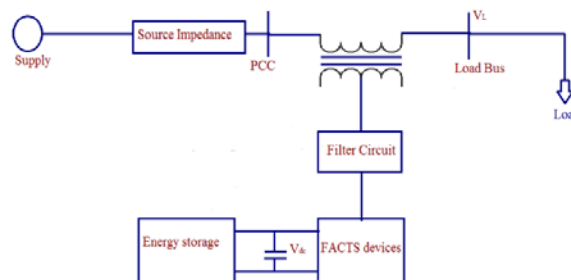 Supply
Source Impedance
PCC
VL
Load Bus
Filter Circuit
Energy storage
Vdc
FACTS devices